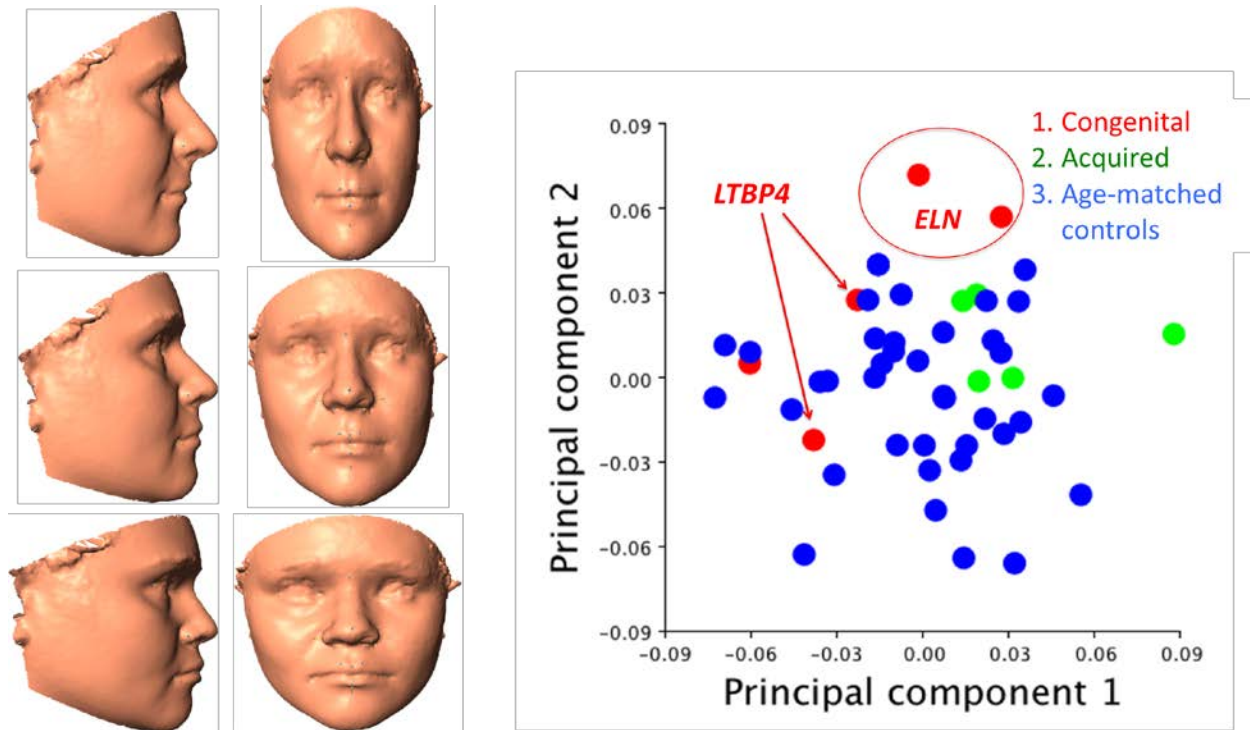 1. Congenital
2. Acquired
3. Age-matched
controls
LTBP4
ELN
Principal component 2
0.09
0.06
0.03
0.00
−0.03
−0.06
−0.09
−0.09
−0.06
−0.03
0.00
0.03
0.06
0.09
Principal component 1